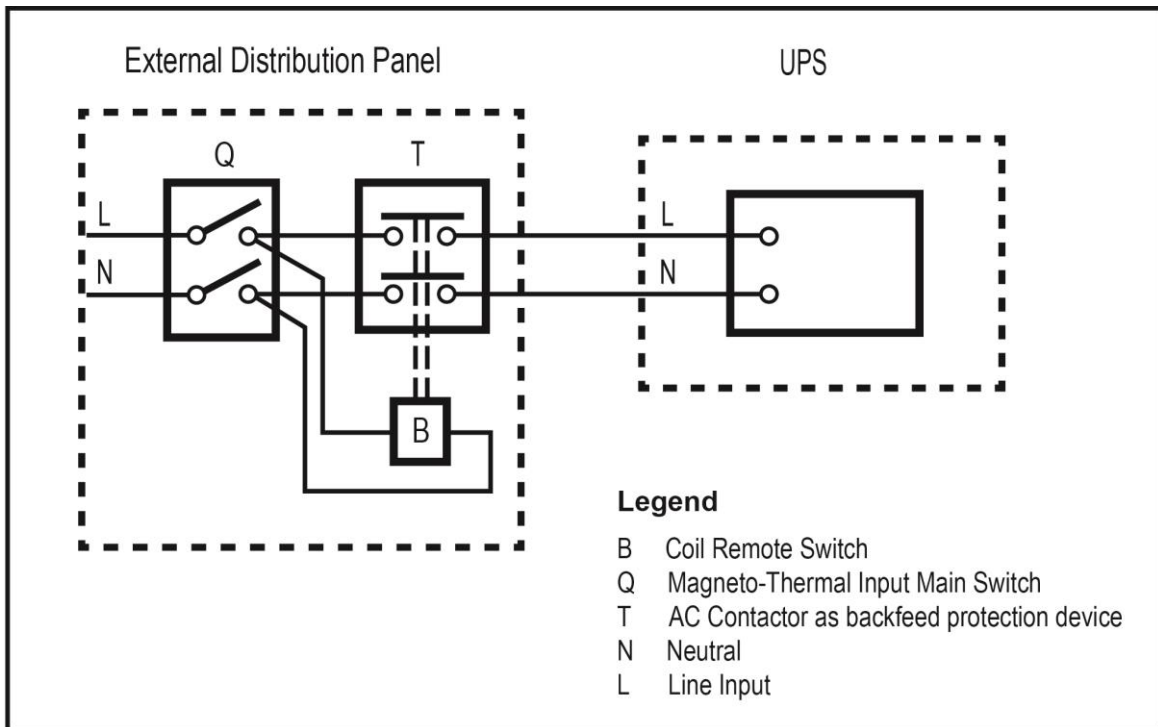 External Distribution Panel
UPS
Q
T
L
N
L
N
B
Legend
B Coil Remote Switch
Q Magneto-Thermal Input Main Switch
T AC Contactor as backfeed protection device
N Neutral
L Line Input